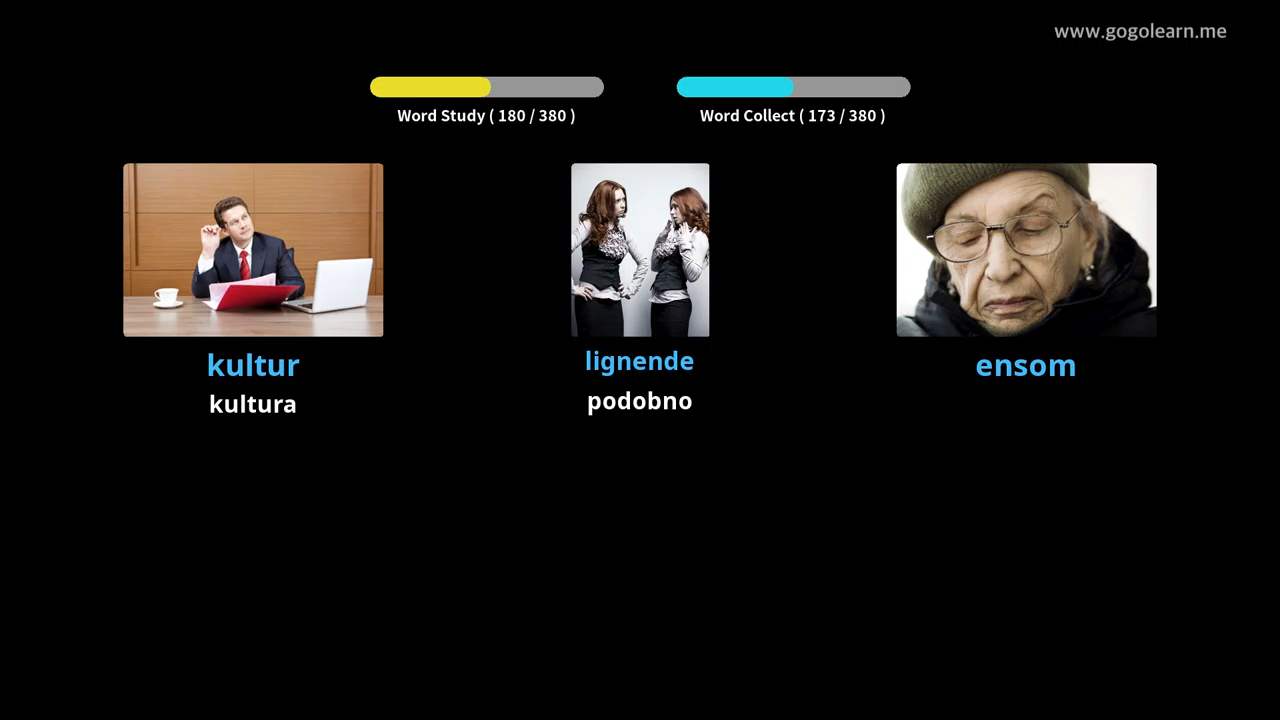 www.gogolearn.me
Word Study ( 180 / 380 )
Word Collect ( 173 / 380 )
kultur
kultura
lignende
podobno
ensom